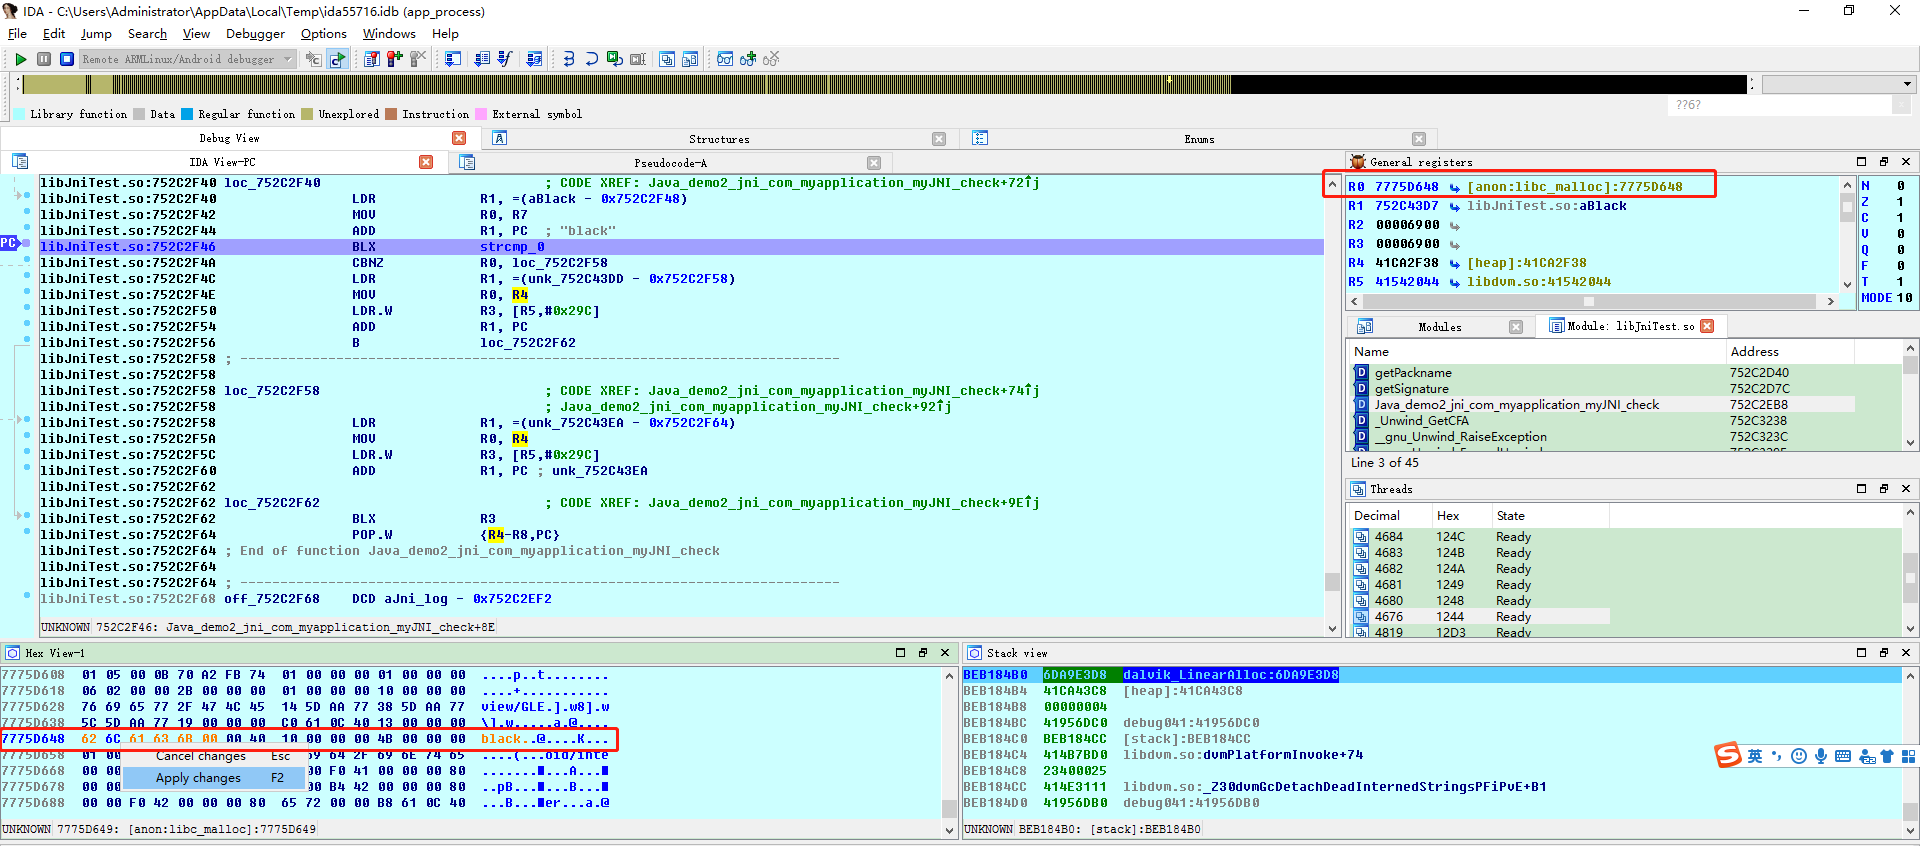 IDA - C:\Users\Administrator\AppData\Local\Temp\ida55716.idb (app_process)
File Edit Jump Search View Debugger Options Windows Help
Remote ARMLinux/Android debugger
??6?
Library function Data Regular function Unexplored Instruction External symbol
Debug View Structures Enums
IDA View-PC Pseudocode-A
libJniTest.so:752C2F40 loc_752C2F40 ; CODE XREF: Java_demo2_jni_com_myapplication_myJNI_check+72↑j
libJniTest.so:752C2F40 LDR R1, =(aBlack - 0x752C2F48)
libJniTest.so:752C2F42 MOV R0, R7
libJniTest.so:752C2F44 ADD R1, PC ; "black"
PC libJniTest.so:752C2F46 BLX strcmp_0
libJniTest.so:752C2F4A CBNZ R0, loc_752C2F58
libJniTest.so:752C2F4C LDR R1, =(unk_752C43DD - 0x752C2F58)
libJniTest.so:752C2F4E MOV R0, R4
libJniTest.so:752C2F50 LDR.W R3, [R5,#0x29C]
libJniTest.so:752C2F54 ADD R1, PC
libJniTest.so:752C2F56 B loc_752C2F62
libJniTest.so:752C2F58 ; ---------------------------------------------------------------------------
libJniTest.so:752C2F58
libJniTest.so:752C2F58 loc_752C2F58 ; CODE XREF: Java_demo2_jni_com_myapplication_myJNI_check+74↑j
libJniTest.so:752C2F58 ; Java_demo2_jni_com_myapplication_myJNI_check+92↑j
libJniTest.so:752C2F58 LDR R1, =(unk_752C43EA - 0x752C2F64)
libJniTest.so:752C2F5A MOV R0, R4
libJniTest.so:752C2F5C LDR.W R3, [R5,#0x29C]
libJniTest.so:752C2F60 ADD R1, PC ; unk_752C43EA
libJniTest.so:752C2F62
libJniTest.so:752C2F62 loc_752C2F62 ; CODE XREF: Java_demo2_jni_com_myapplication_myJNI_check+9E↑j
libJniTest.so:752C2F62 BLX R3
libJniTest.so:752C2F64 POP.W {R4-R8,PC}
libJniTest.so:752C2F64 ; End of function Java_demo2_jni_com_myapplication_myJNI_check
libJniTest.so:752C2F64
libJniTest.so:752C2F64 ; ---------------------------------------------------------------------------
libJniTest.so:752C2F68 off_752C2F68 DCD aJni_log - 0x752C2EF2
UNKNOWN 752C2F46: Java_demo2_jni_com_myapplication_myJNI_check+8E
General registers
R0 7775D648 [anon:libc_malloc]:7775D648
R1 752C43D7 libJniTest.so:aBlack
R2 00006900
R3 00006900
R4 41CA2F38 [heap]:41CA2F38
R5 41542044 libdvm.so:41542044
N 0
Z 1
C 1
V 0
Q 0
F 0
T 1
MODE 10
Modules Module: libJniTest.so
Name Address
getPackname 752C2D40
getSignature 752C2D7C
Java_demo2_jni_com_myapplication_myJNI_check 752C2EB8
_Unwind_GetCFA 752C3238
__gnu_Unwind_RaiseException 752C323C
Line 3 of 45
Threads
Decimal Hex State
4684 124C Ready
4683 124B Ready
4682 124A Ready
4681 1249 Ready
4680 1248 Ready
4676 1244 Ready
4819 12D3 Ready
Hex View-1
7775D608 01 05 00 0B 70 A2 FB 74 01 00 00 00 01 00 00 00 ....p..t........
7775D618 06 02 00 00 2B 00 00 00 01 00 00 00 10 00 00 00 ....+...........
7775D628 76 69 65 77 2F 47 4C 45 14 5D AA 77 38 5D AA 77 view/GLE.].w8].w
7775D638 5C 5D AA 77 19 00 00 00 C0 61 0C 40 13 00 00 00 \].w.....a.@....
7775D648 62 6C 61 63 6B 00 00 40 10 00 00 00 4B 00 00 00 black..@....K...
7775D658 01 00 69 64 2F 69 6E 74 65 ....(...oid/inte
7775D668 00 00 00 F0 41 00 00 00 80
7775D678 00 00 00 B4 42 00 00 00 80
7775D688 00 00 F0 42 00 00 00 80 65 72 00 00 B8 61 0C 40 ...B....er...a.@
Cancel changes Esc
Apply changes F2
UNKNOWN 7775D649: [anon:libc_malloc]:7775D649
Stack view
BEB184B0 6DA9E3D8 dalvik_LinearAlloc:6DA9E3D8
BEB184B4 41CA43C8 [heap]:41CA43C8
BEB184B8 00000004
BEB184BC 41956DC0 debug041:41956DC0
BEB184C0 BEB184CC [stack]:BEB184CC
BEB184C4 414B7BD0 libdvm.so:dvmPlatformInvoke+74
BEB184C8 23400025
BEB184CC 414E3111 libdvm.so:_Z30dvmGcDetachDeadInternedStringsPFiPvE+B1
BEB184D0 41956DB0 debug041:41956DB0
UNKNOWN BEB184B0: [stack]:BEB184B0
S 英